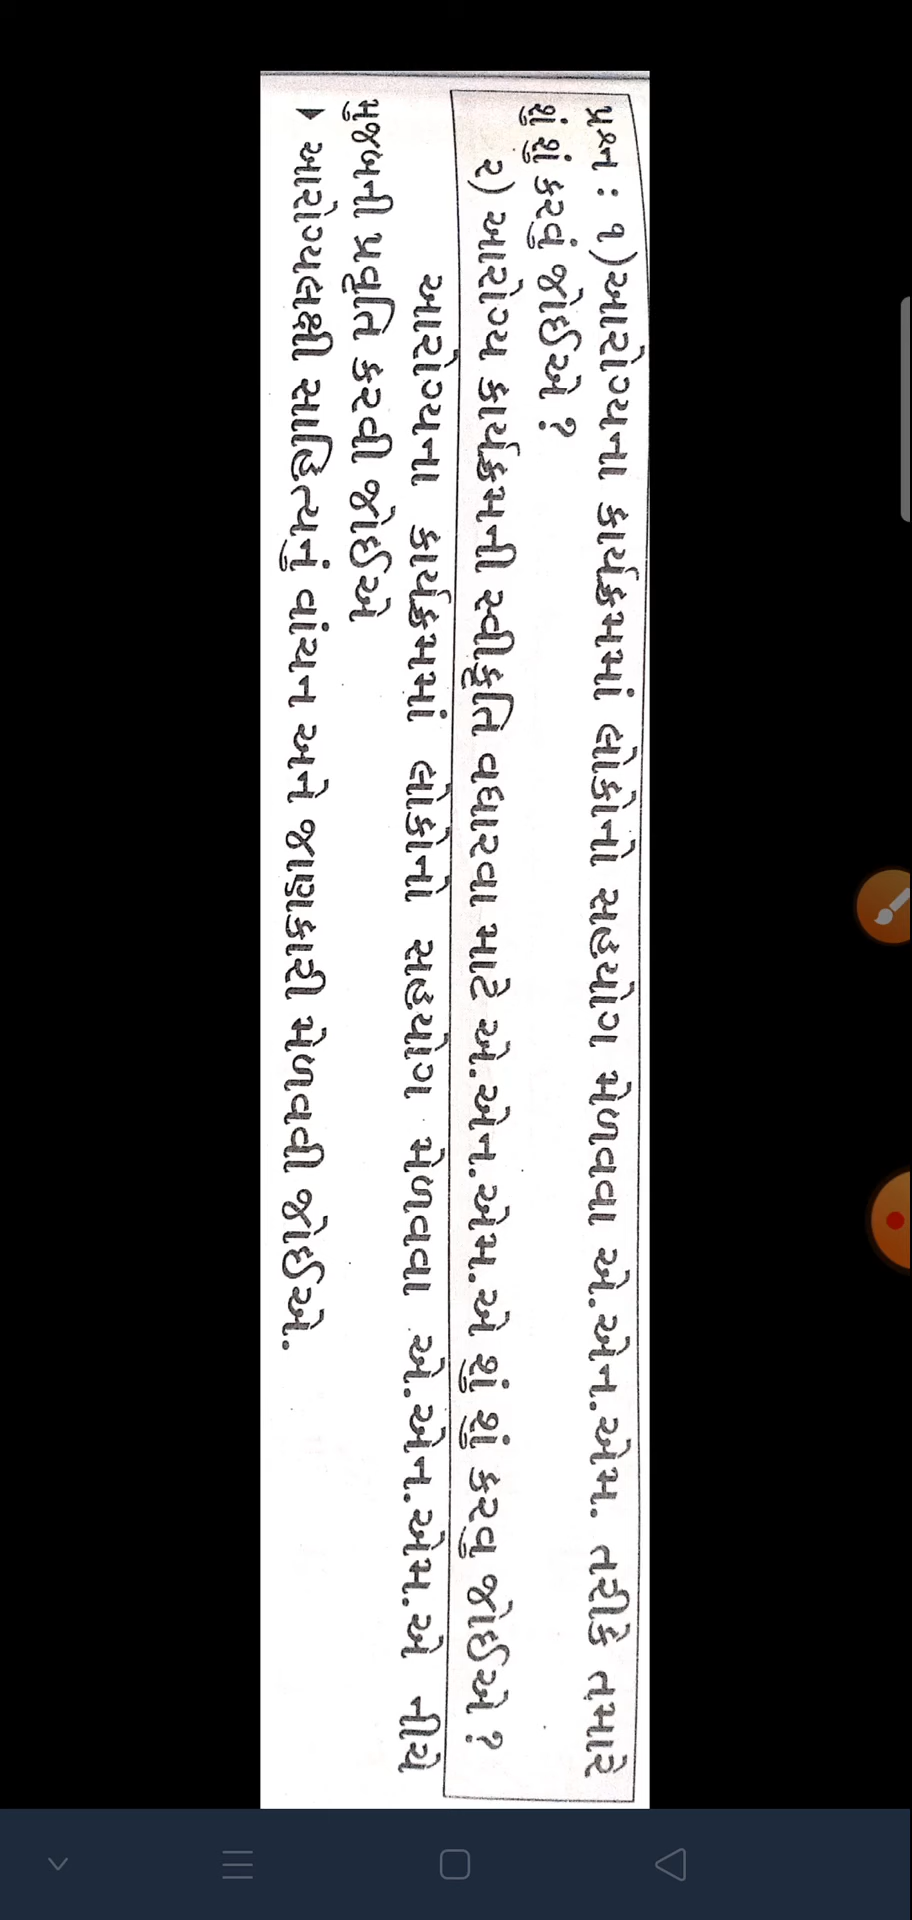 પ્રશ્ન : ૧)આરોગ્યના કાર્યક્રમમાં લોકોનો સહયોગ મેળવવા એ.એન.એમ. તરીકે તમારે
શું શું કરવું જોઈએ ?
૨) આરોગ્ય કાર્યક્રમની સ્વીકૃતિ વધારવા માટે એ.એન.એમ.એ શું શું કરવુ જોઈએ ?
આરોગ્યના કાર્યક્રમમાં લોકોનો સહયોગ મેળવવા એ.એન.એમ.એ નીચે
મુજબની પ્રવૃતિ કરવી જોઈએ
▶ આરોગ્યલક્ષી સાહિત્યનું વાંચન અને જાણકારી મેળવવી જોઈએ.